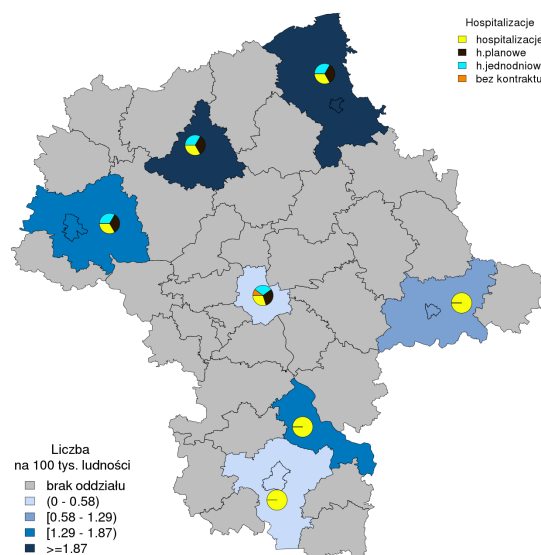 Hospitalizacje
hospitalizacje
h.planowe
h.jednodniowe
bez kontraktu
Liczba
na 100 tys. ludności
brak oddziału
(0 - 0.58)
[0.58 - 1.29)
[1.29 - 1.87)
>=1.87